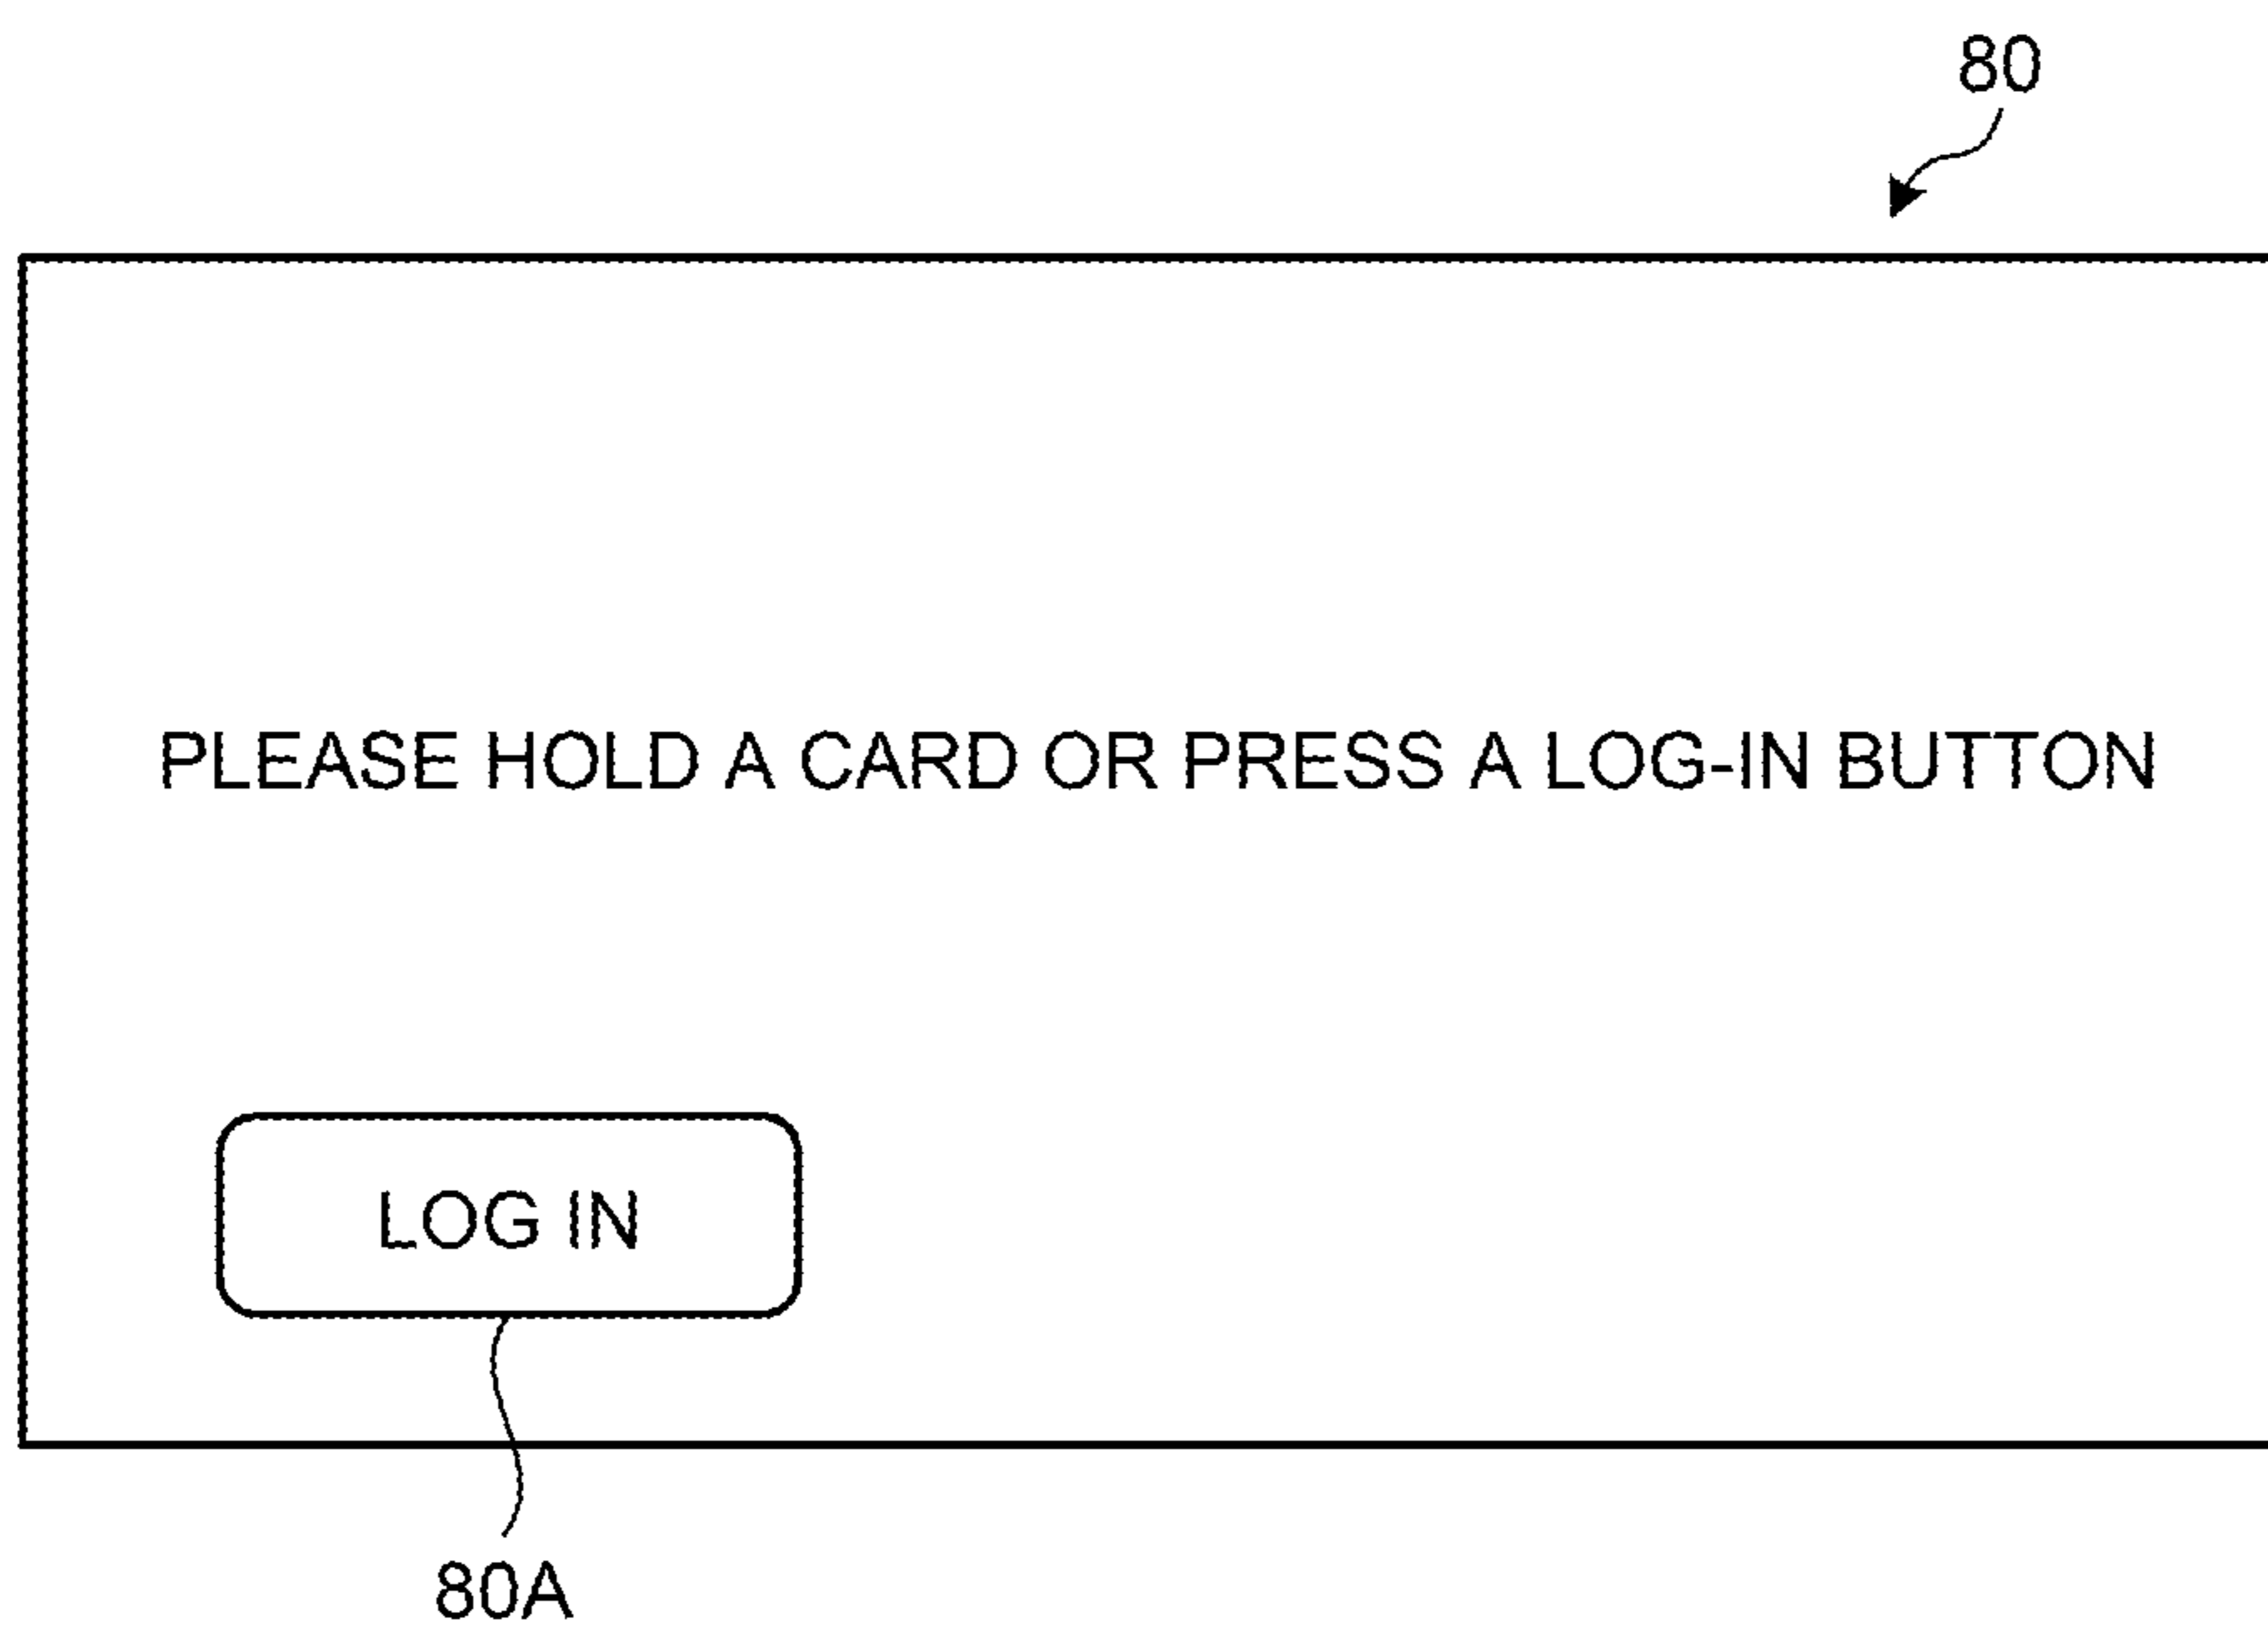 80
PLEASE HOLD A CARD OR PRESS A LOG-IN BUTTON
LOG IN
80A